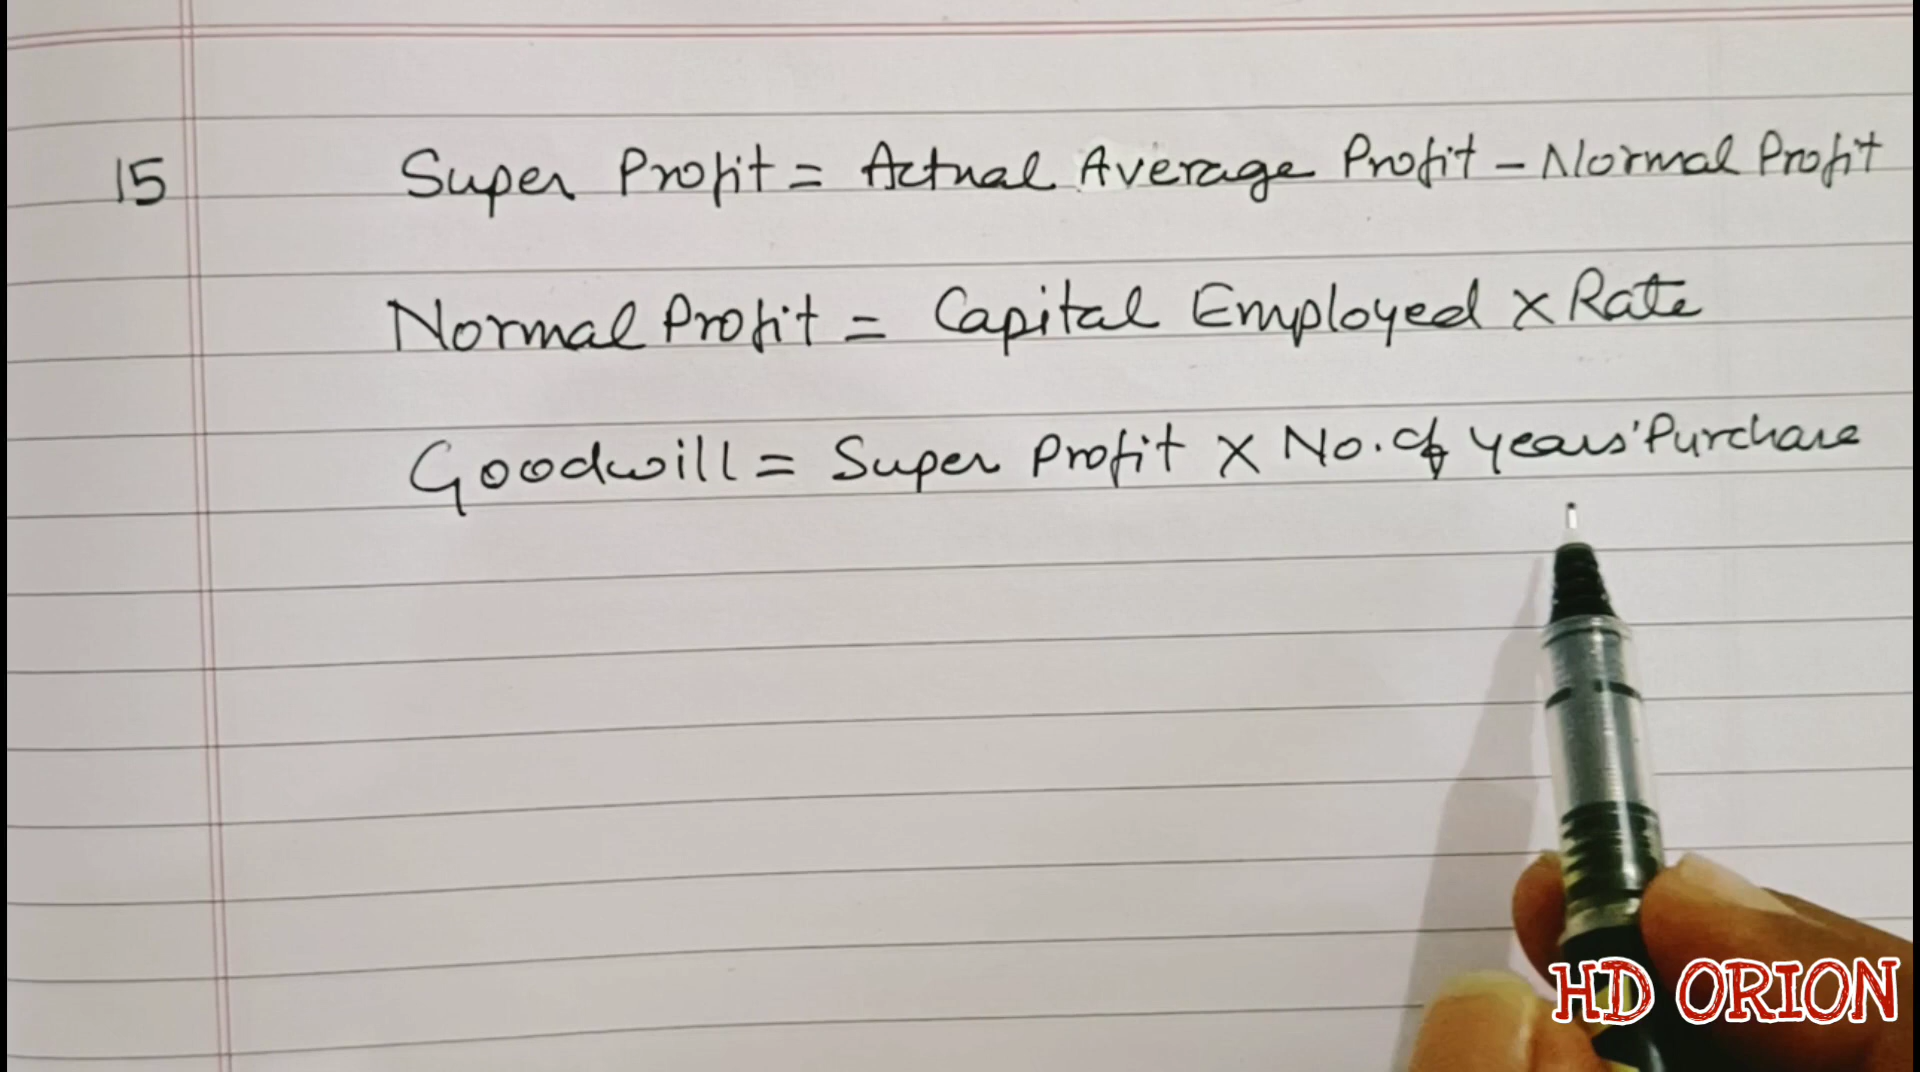 15 Super Profit = Actual Average Profit - Normal Profit
Normal Profit = Capital Employed × Rate
Goodwill = Super Profit × No. of years' Purchase
HD ORION